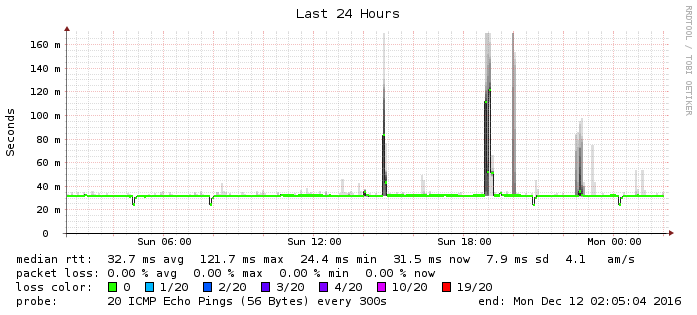 Last 24 Hours
RRDTOOL / TOBI OETIKER
Seconds
160 m
140 m
120 m
100 m
80 m
60 m
40 m
20 m
0
Sun 06:00 Sun 12:00 Sun 18:00 Mon 00:00
median rtt: 32.7 ms avg 121.7 ms max 24.4 ms min 31.5 ms now 7.9 ms sd 4.1 am/s
packet loss: 0.00 % avg 0.00 % max 0.00 % min 0.00 % now
loss color: 0 1/20 2/20 3/20 4/20 10/20 19/20
probe: 20 ICMP Echo Pings (56 Bytes) every 300s end: Mon Dec 12 02:05:04 2016